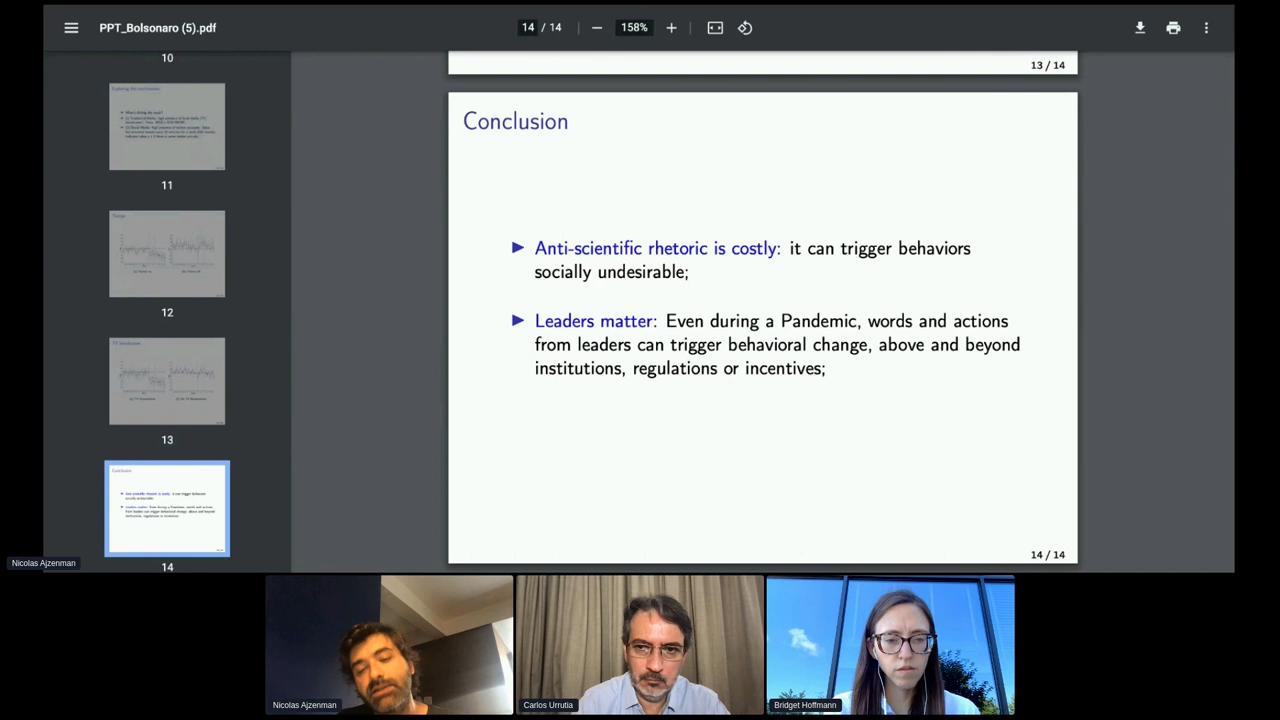 PPT_Bolsonaro (5).pdf
14 / 14
158%
10
11
12
13
14
13 / 14
Conclusion
Anti-scientific rhetoric is costly: it can trigger behaviors
socially undesirable;
Leaders matter: Even during a Pandemic, words and actions
from leaders can trigger behavioral change, above and beyond
institutions, regulations or incentives;
14 / 14
Nicolas Ajzenman
Nicolas Ajzenman
Carlos Urrutia
Bridget Hoffmann